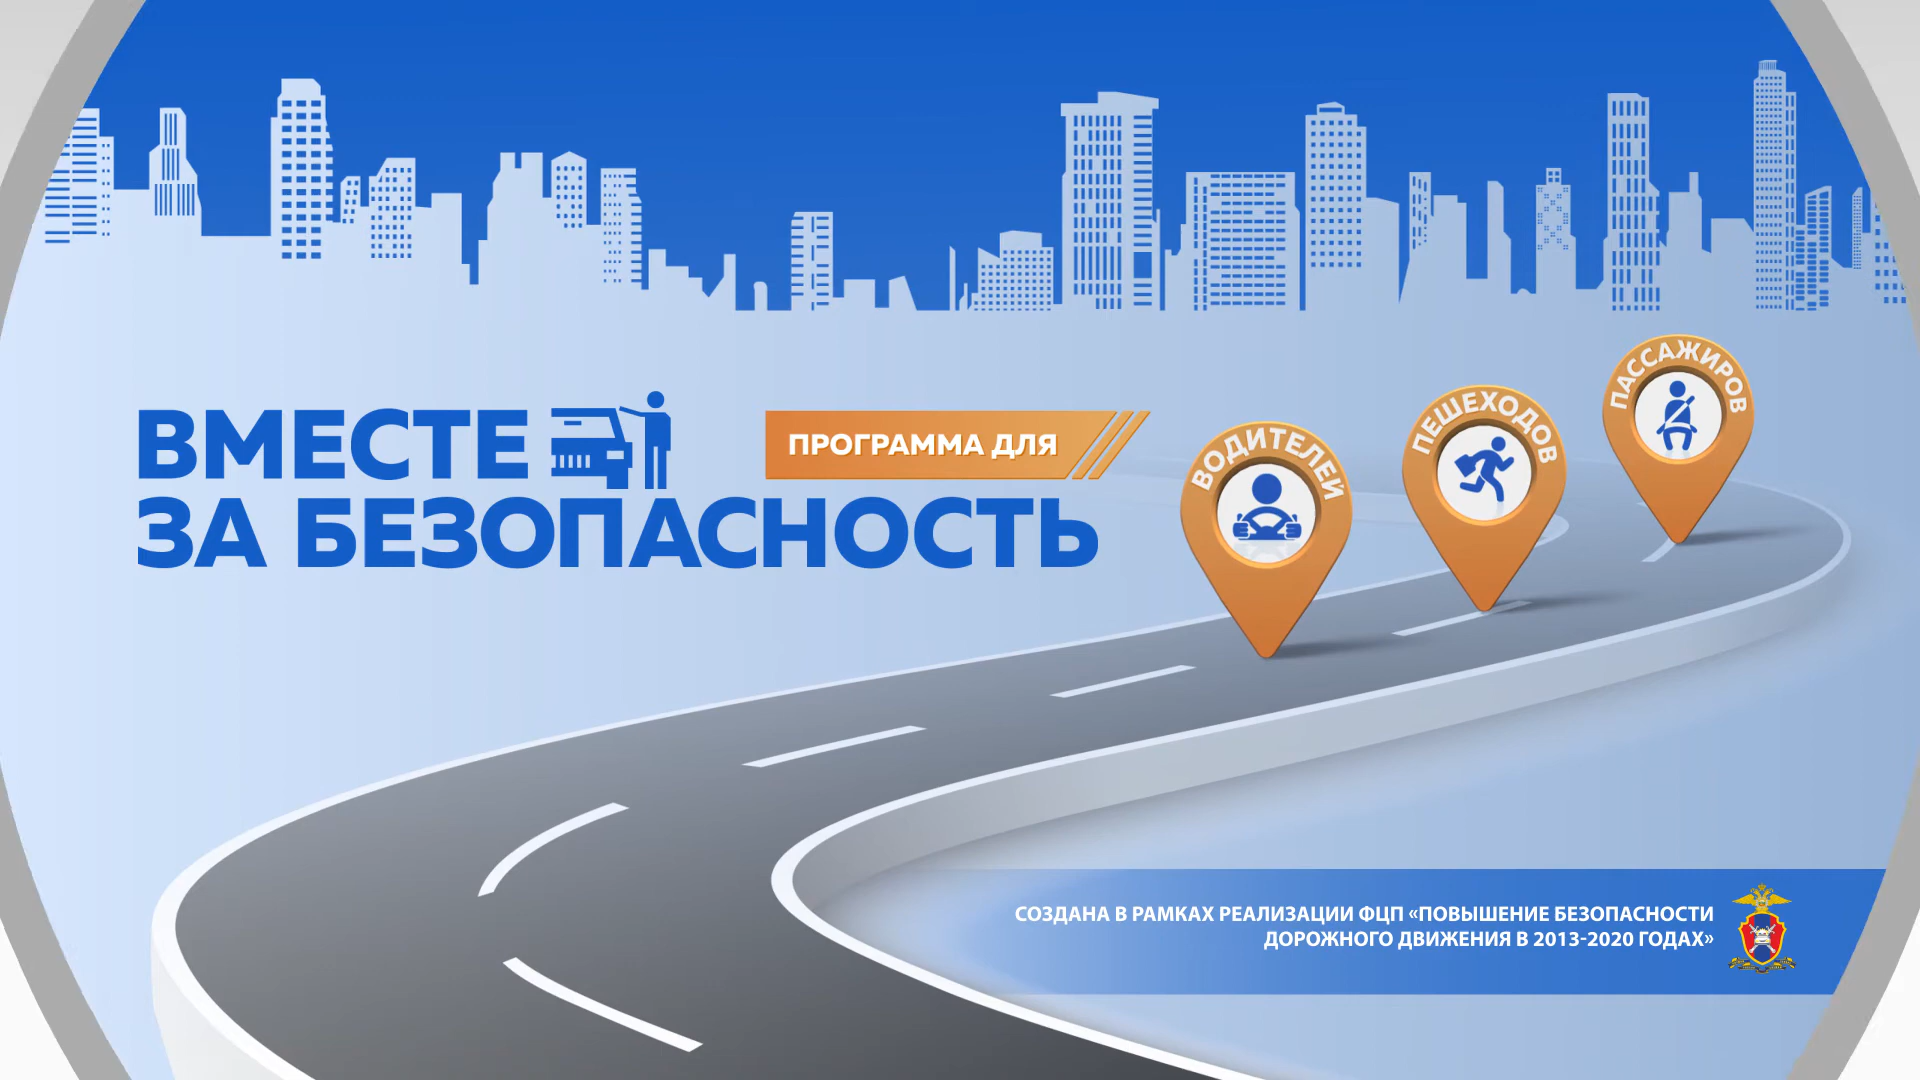 ВМЕСТЕ
ЗА БЕЗОПАСНОСТЬ
ПРОГРАММА ДЛЯ
ВОДИТЕЛЕЙ
ПЕШЕХОДОВ
ПАССАЖИРОВ
СОЗДАНА В РАМКАХ РЕАЛИЗАЦИИ ФЦП «ПОВЫШЕНИЕ БЕЗОПАСНОСТИ
ДОРОЖНОГО ДВИЖЕНИЯ В 2013-2020 ГОДАХ»